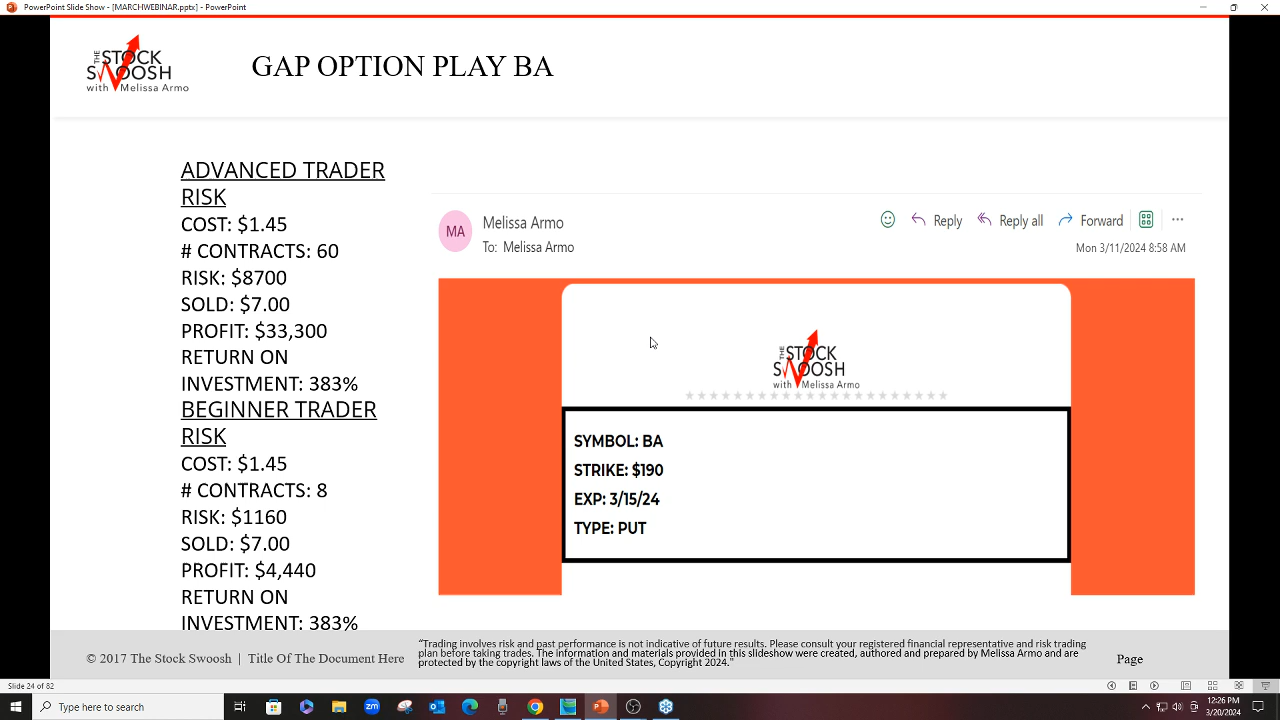 PowerPoint Slide Show - [MARCHWEBINAR.pptx] - PowerPoint
THE
STOCK
SWOOSH
with Melissa Armo
GAP OPTION PLAY BA
ADVANCED TRADER
RISK
COST: $1.45
# CONTRACTS: 60
RISK: $8700
SOLD: $7.00
PROFIT: $33,300
RETURN ON
INVESTMENT: 383%
BEGINNER TRADER
RISK
COST: $1.45
# CONTRACTS: 8
RISK: $1160
SOLD: $7.00
PROFIT: $4,440
RETURN ON
INVESTMENT: 383%
MA
Melissa Armo
To: Melissa Armo
Reply
Reply all
Forward
Mon 3/11/2024 8:58 AM
THE
STOCK
SWOOSH
with Melissa Armo
SYMBOL: BA
STRIKE: $190
EXP: 3/15/24
TYPE: PUT
© 2017 The Stock Swoosh | Title Of The Document Here
"Trading involves risk and past performance is not indicative of future results. Please consult your registered financial representative and risk trading
plan before taking trades. The information and materials provided in this slideshow were created, authored and prepared by Melissa Armo and are
protected by the copyright laws of the United States, Copyright 2024."
Page
Slide 24 of 82
Type here to search
12:26 PM
3/20/2024